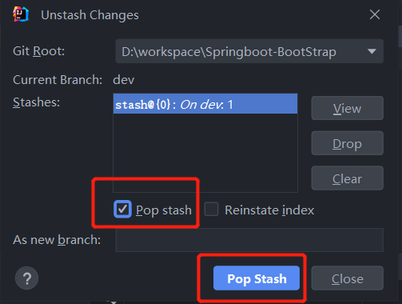 Unstash Changes
Git Root: D:\workspace\Springboot-BootStrap
Current Branch: dev
Stashes: stash@{0}: On dev: 1
View
Drop
Clear
Pop stash Reinstate index
As new branch:
? Pop Stash Close